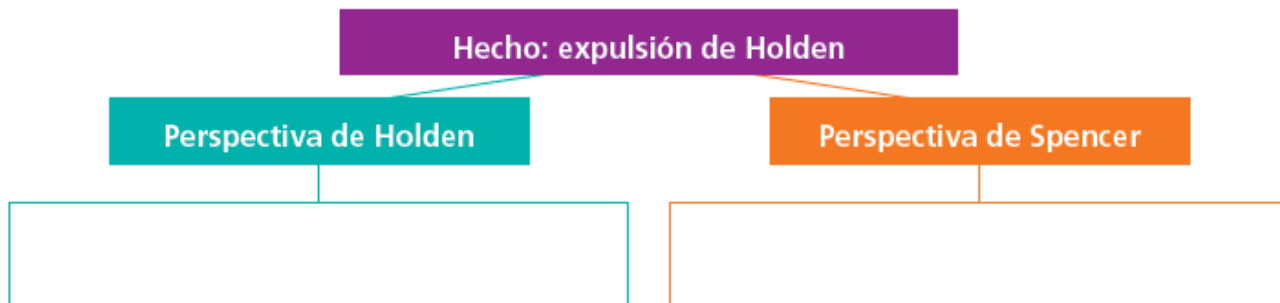 Hecho: expulsión de Holden
Perspectiva de Holden
Perspectiva de Spencer